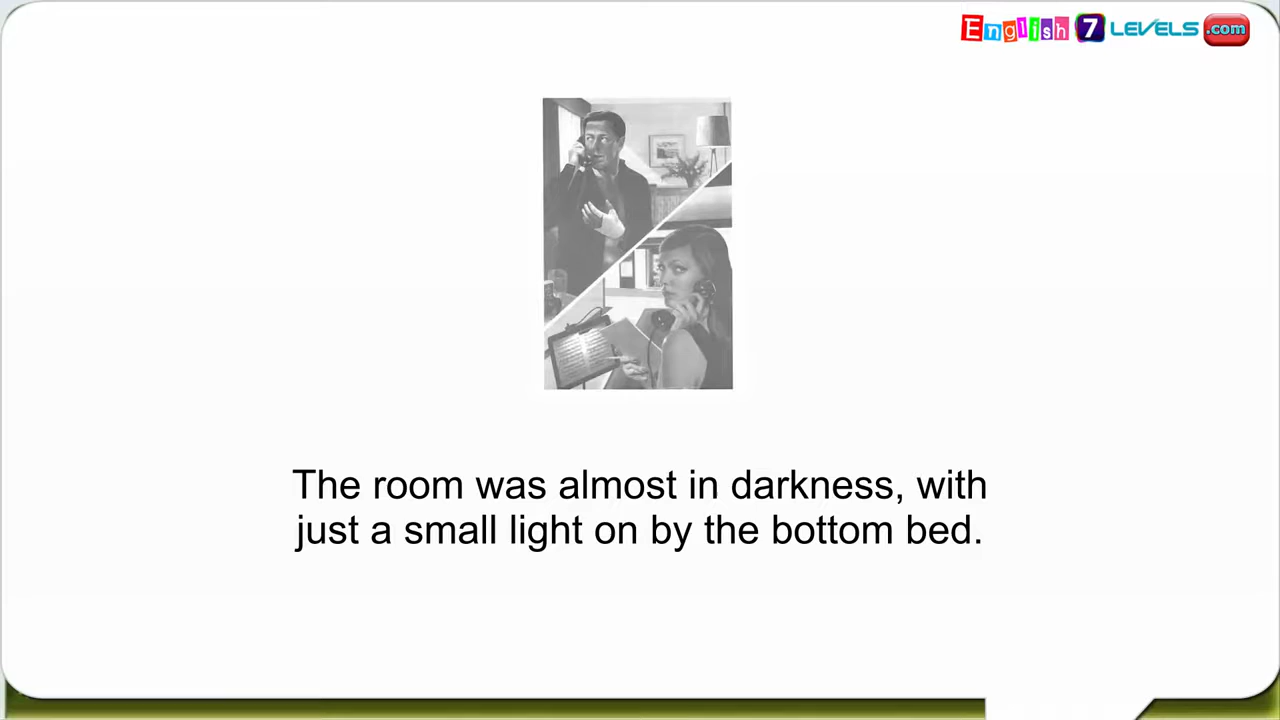 English 7 LEVELS .com
The room was almost in darkness, with
just a small light on by the bottom bed.